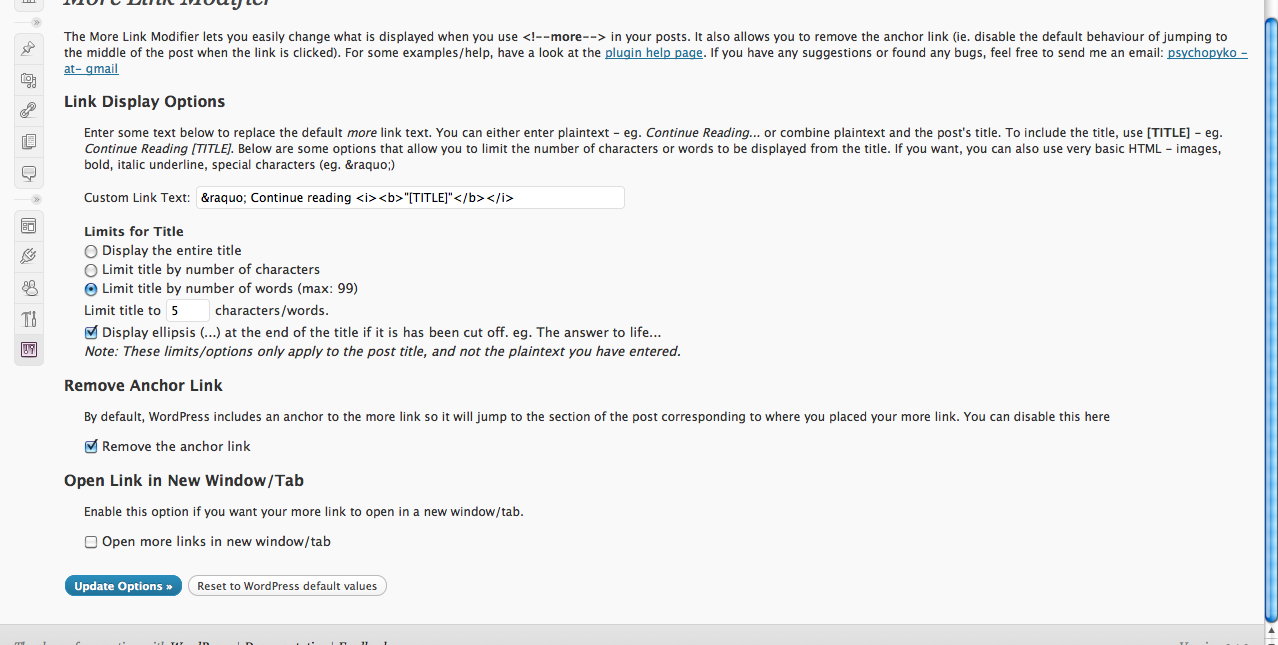 More Link Modifier
The More Link Modifier lets you easily change what is displayed when you use <!--more--> in your posts. It also allows you to remove the anchor link (ie. disable the default behaviour of jumping to
the middle of the post when the link is clicked). For some examples/help, have a look at the plugin help page. If you have any suggestions or found any bugs, feel free to send me an email: psychopyko -
at- gmail
Link Display Options
Enter some text below to replace the default more link text. You can either enter plaintext - eg. Continue Reading... or combine plaintext and the post's title. To include the title, use [TITLE] - eg.
Continue Reading [TITLE]. Below are some options that allow you to limit the number of characters or words to be displayed from the title. If you want, you can also use very basic HTML - images,
bold, italic underline, special characters (eg. &raquo;)
Custom Link Text: &raquo; Continue reading <i><b>"[TITLE]"</b></i>
Limits for Title
Display the entire title
Limit title by number of characters
Limit title by number of words (max: 99)
Limit title to 5 characters/words.
Display ellipsis (...) at the end of the title if it is has been cut off. eg. The answer to life...
Note: These limits/options only apply to the post title, and not the plaintext you have entered.
Remove Anchor Link
By default, WordPress includes an anchor to the more link so it will jump to the section of the post corresponding to where you placed your more link. You can disable this here
Remove the anchor link
Open Link in New Window/Tab
Enable this option if you want your more link to open in a new window/tab.
Open more links in new window/tab
Update Options » Reset to WordPress default values